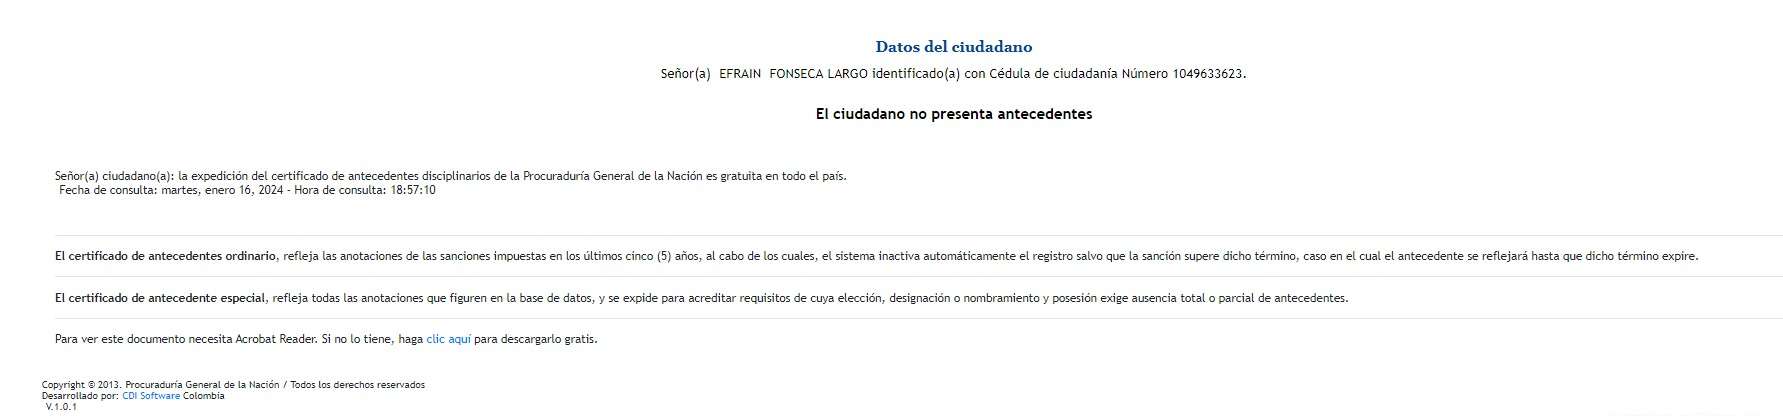 Datos del ciudadano
Señor(a) EFRAIN FONSECA LARGO identificado(a) con Cédula de ciudadanía Número 1049633623.
El ciudadano no presenta antecedentes
Señor(a) ciudadano(a): la expedición del certificado de antecedentes disciplinarios de la Procuraduría General de la Nación es gratuita en todo el país.
Fecha de consulta: martes, enero 16, 2024 - Hora de consulta: 18:57:10
El certificado de antecedentes ordinario, refleja las anotaciones de las sanciones impuestas en los últimos cinco (5) años, al cabo de los cuales, el sistema inactiva automáticamente el registro salvo que la sanción supere dicho término, caso en el cual el antecedente se reflejará hasta que dicho término expire.
El certificado de antecedente especial, refleja todas las anotaciones que figuren en la base de datos, y se expide para acreditar requisitos de cuya elección, designación o nombramiento y posesión exige ausencia total o parcial de antecedentes.
Para ver este documento necesita Acrobat Reader. Si no lo tiene, haga clic aquí para descargarlo gratis.
Copyright © 2013. Procuraduría General de la Nación / Todos los derechos reservados
Desarrollado por: CDI Software Colombia
V.1.0.1